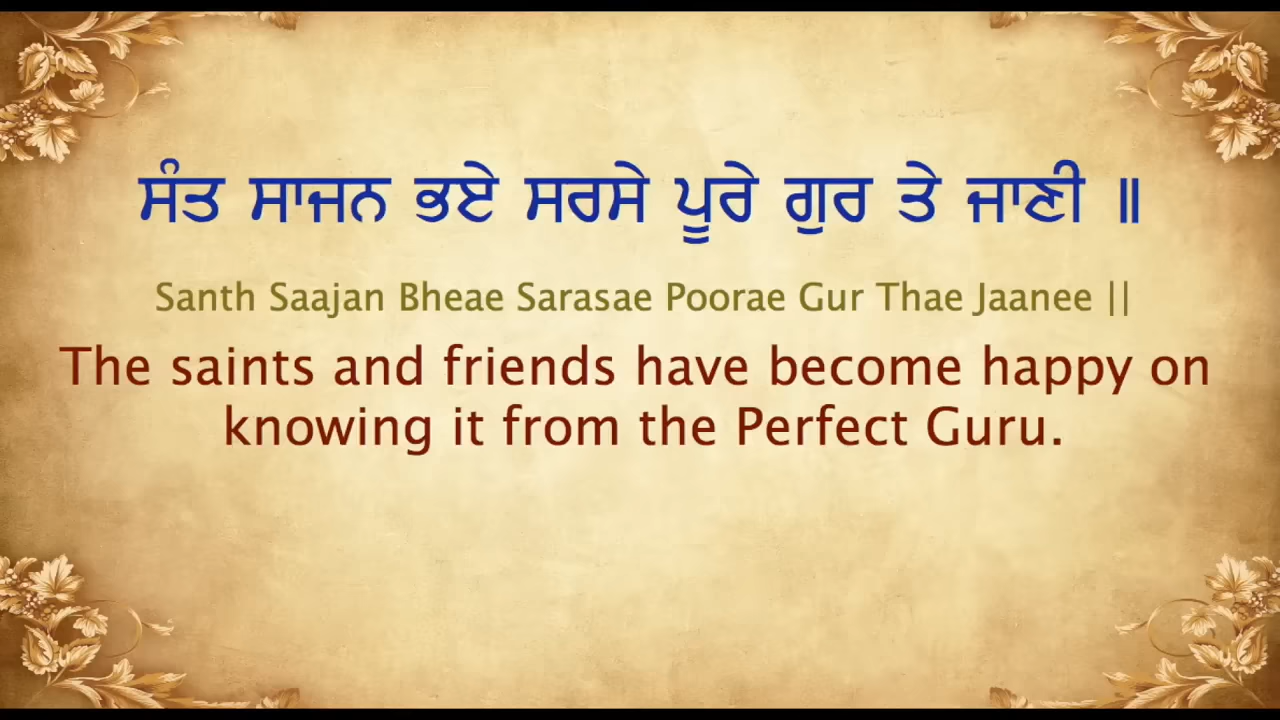 ਸੰਤ ਸਾਜਨ ਭਏ ਸਰਸੇ ਪੂਰੇ ਗੁਰ ਤੇ ਜਾਣੀ ॥
Santh Saajan Bheae Sarasae Poorae Gur Thae Jaanee ||
The saints and friends have become happy on
knowing it from the Perfect Guru.